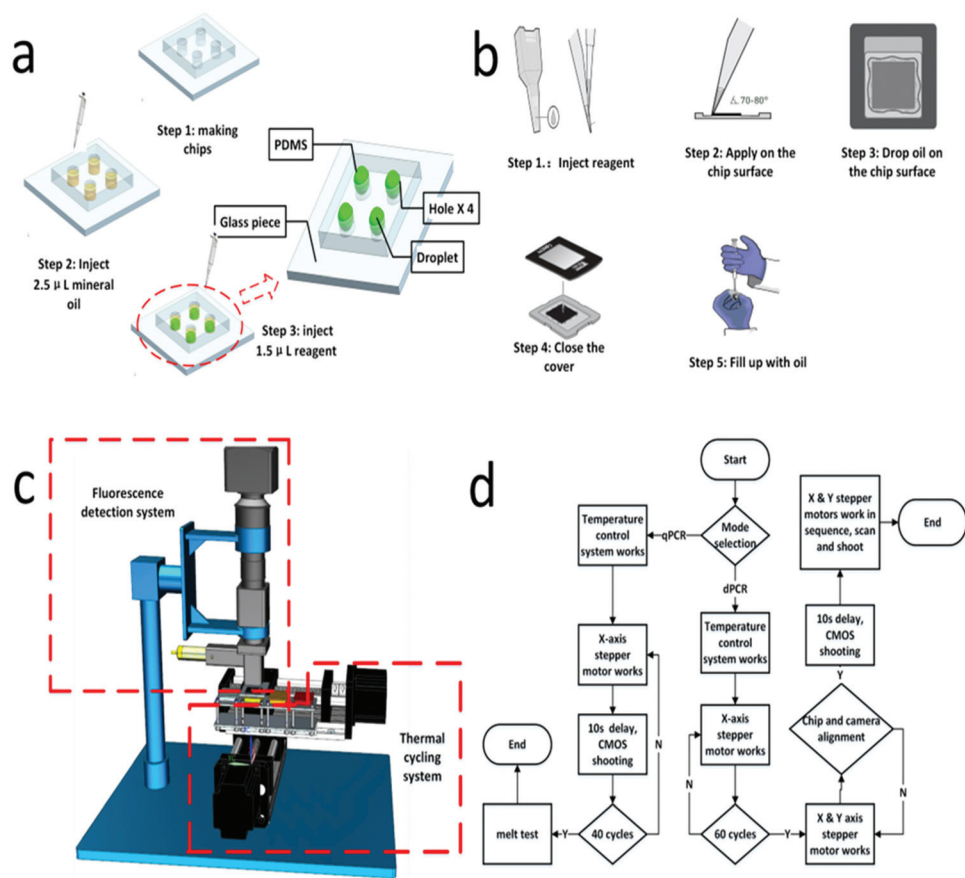 a
Step 1: making
chips
Step 2: Inject
2.5 μ L mineral
oil
Step 3: inject
1.5 μ L reagent
PDMS
Glass piece
Hole X 4
Droplet
b
Step 1.: Inject reagent
∠ 70-80°
Step 2: Apply on the
chip surface
Step 3: Drop oil on
the chip surface
Step 4: Close the
cover
Step 5: Fill up with oil
c
Fluorescence
detection system
Thermal
cycling system
d
Start
Mode
selection
qPCR
Temperature
control
system works
X-axis
stepper
motor works
10s delay,
CMOS
shooting
40 cycles
N
Y
melt test
End
dPCR
Temperature
control
system works
X-axis
stepper
motor works
60 cycles
N
Y
X & Y axis
stepper
motor works
Chip and camera
alignment
N
Y
10s delay,
CMOS
shooting
X & Y stepper
motors work in
sequence, scan
and shoot
End